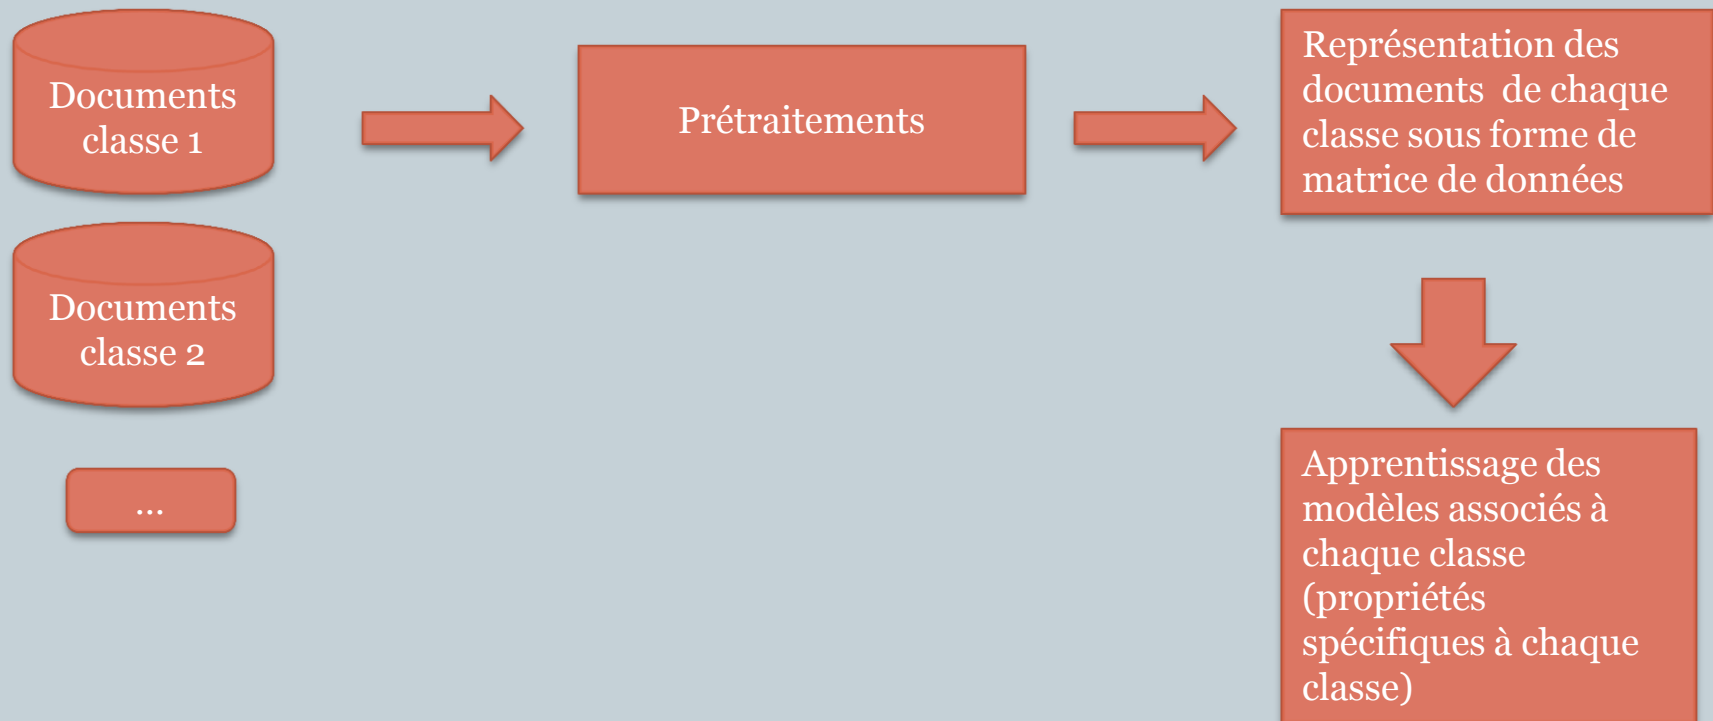 Documents
classe 1
Prétraitements
Représentation des
documents de chaque
classe sous forme de
matrice de données
Documents
classe 2
...
Apprentissage des
modèles associés à
chaque classe
(propriétés
spécifiques à chaque
classe)